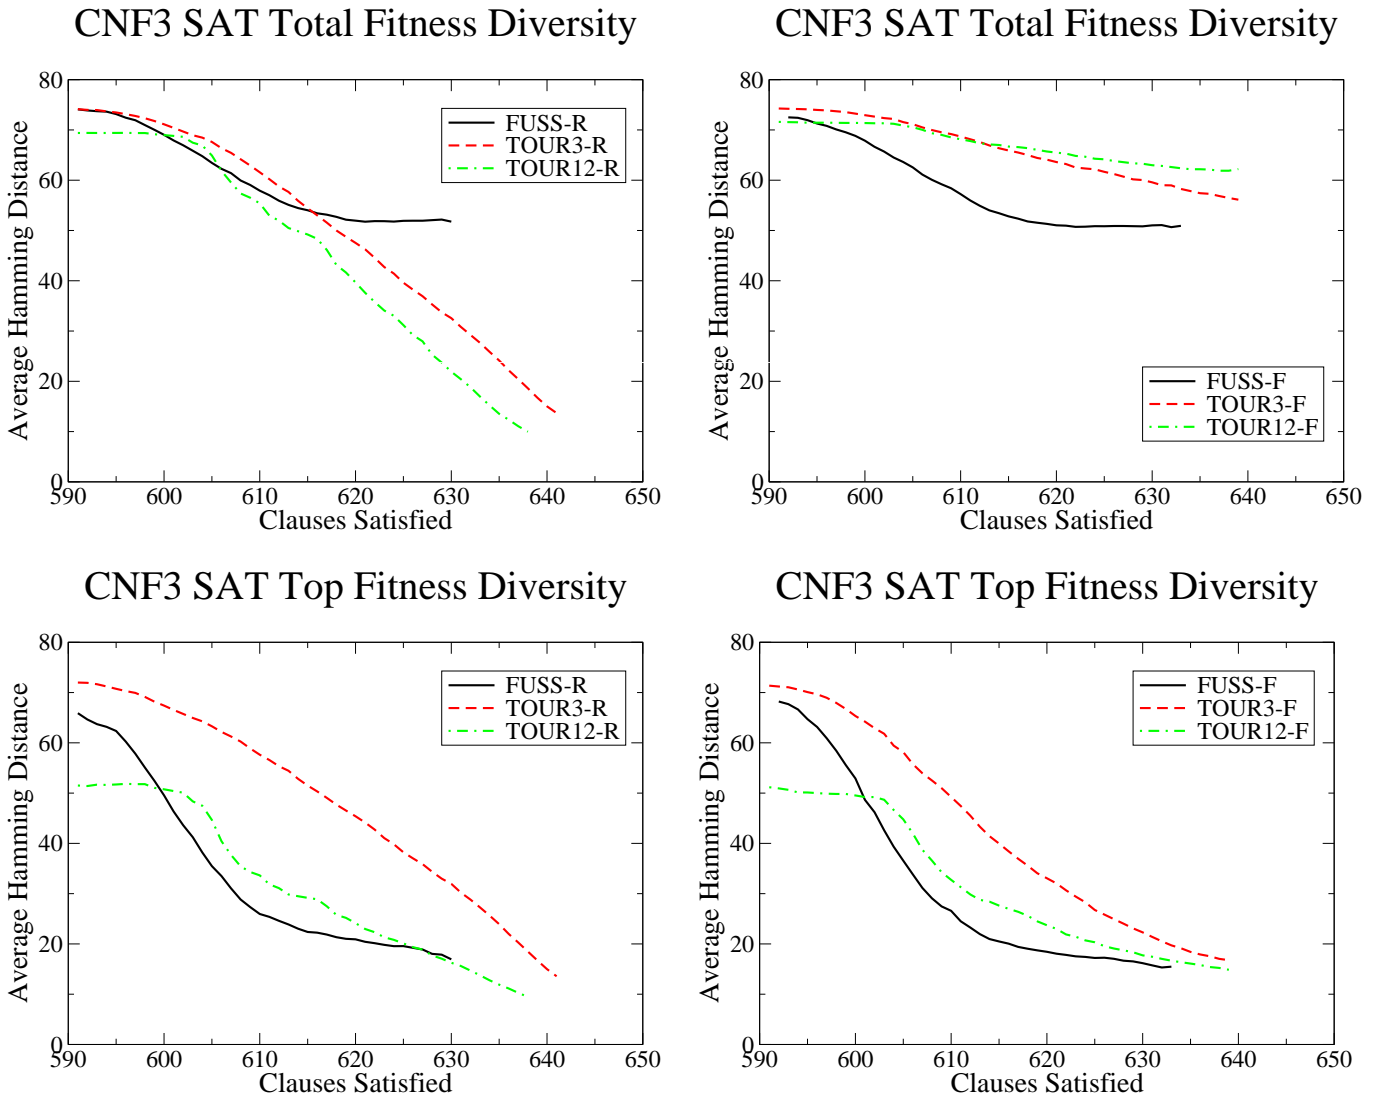 CNF3 SAT Total Fitness Diversity
80
60
40
20
0
Average Hamming Distance
FUSS-R
TOUR3-R
TOUR12-R
590 600 610 620 630 640 650
Clauses Satisfied
CNF3 SAT Total Fitness Diversity
80
60
40
20
0
Average Hamming Distance
FUSS-F
TOUR3-F
TOUR12-F
590 600 610 620 630 640 650
Clauses Satisfied
CNF3 SAT Top Fitness Diversity
80
60
40
20
0
Average Hamming Distance
FUSS-R
TOUR3-R
TOUR12-R
590 600 610 620 630 640 650
Clauses Satisfied
CNF3 SAT Top Fitness Diversity
80
60
40
20
0
Average Hamming Distance
FUSS-F
TOUR3-F
TOUR12-F
590 600 610 620 630 640 650
Clauses Satisfied